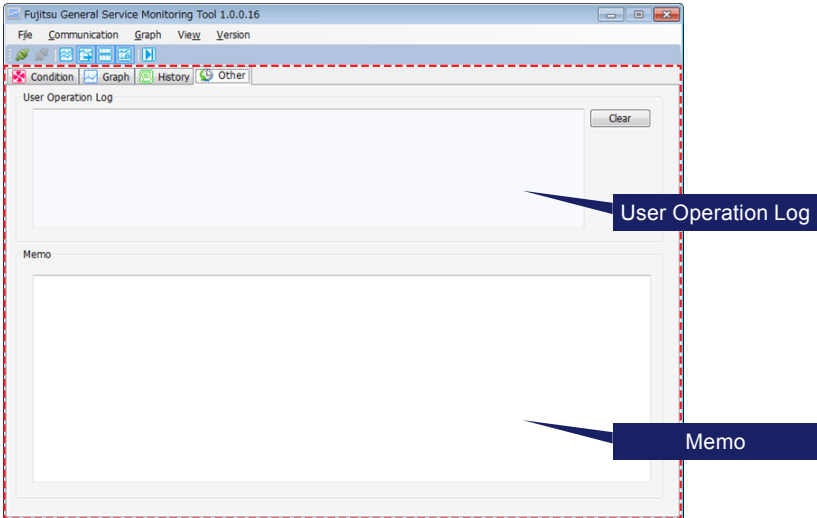 Fujitsu General Service Monitoring Tool 1.0.0.16
File Communication Graph View Version
Condition Graph History Other
User Operation Log
Clear
User Operation Log
Memo
Memo